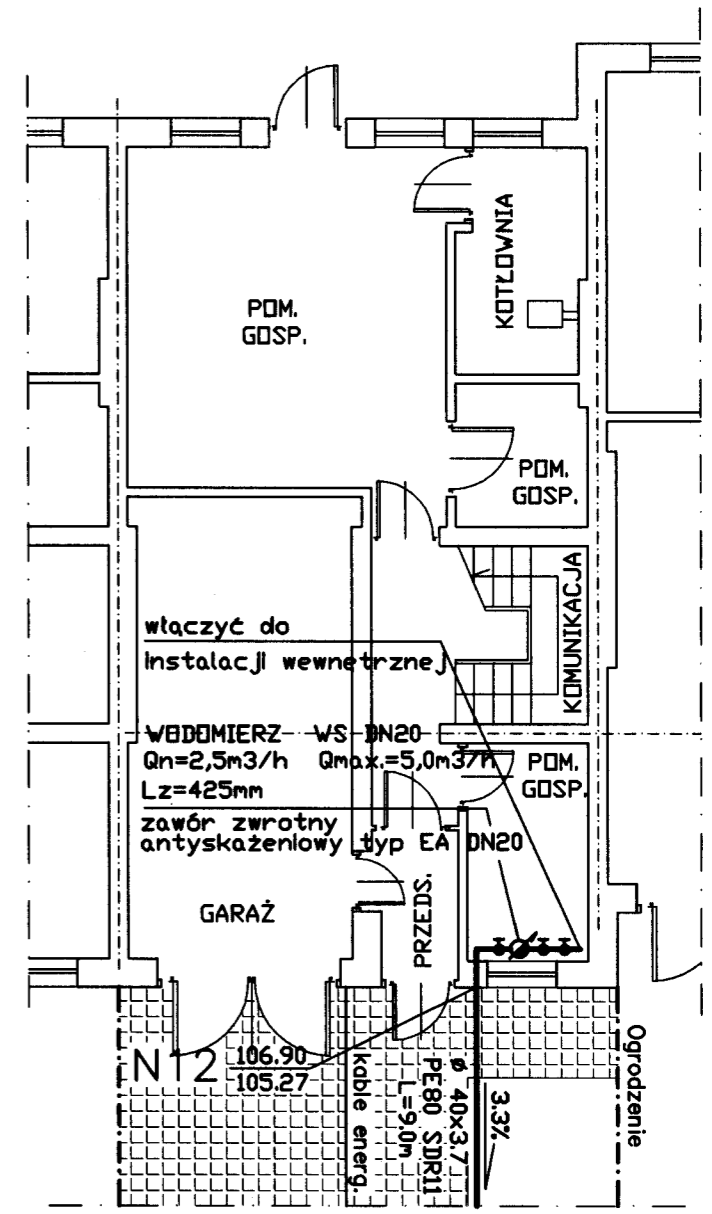 KOTŁOWNIA
POM.
GOSP.
POM.
GOSP.
KOMUNIKACJA
włączyć do
instalacji wewnetrznej
WODOMIERZ WS DN20
Qn=2,5m3/h Qmax.=5,0m3/h
Lz=425mm
zawór zwrotny
antyskażeniowy typ EA DN20
POM.
GOSP.
GARAŻ
PRZEDS.
N12
106.90
105.27
kable energ.
ø 40x3.7
PE80 SDR11
L=9.0m
3.3%
Ogrodzenie